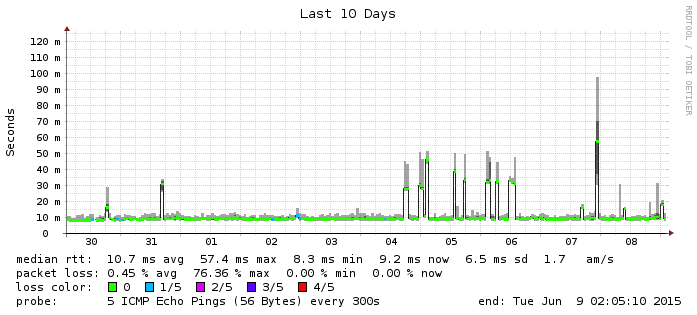 Last 10 Days
RRDTOOL / TOBI OETIKER
Seconds
120 m
110 m
100 m
90 m
80 m
70 m
60 m
50 m
40 m
30 m
20 m
10 m
0
30 31 01 02 03 04 05 06 07 08
median rtt: 10.7 ms avg 57.4 ms max 8.3 ms min 9.2 ms now 6.5 ms sd 1.7 am/s
packet loss: 0.45 % avg 76.36 % max 0.00 % min 0.00 % now
loss color: 0 1/5 2/5 3/5 4/5
probe: 5 ICMP Echo Pings (56 Bytes) every 300s end: Tue Jun 9 02:05:10 2015